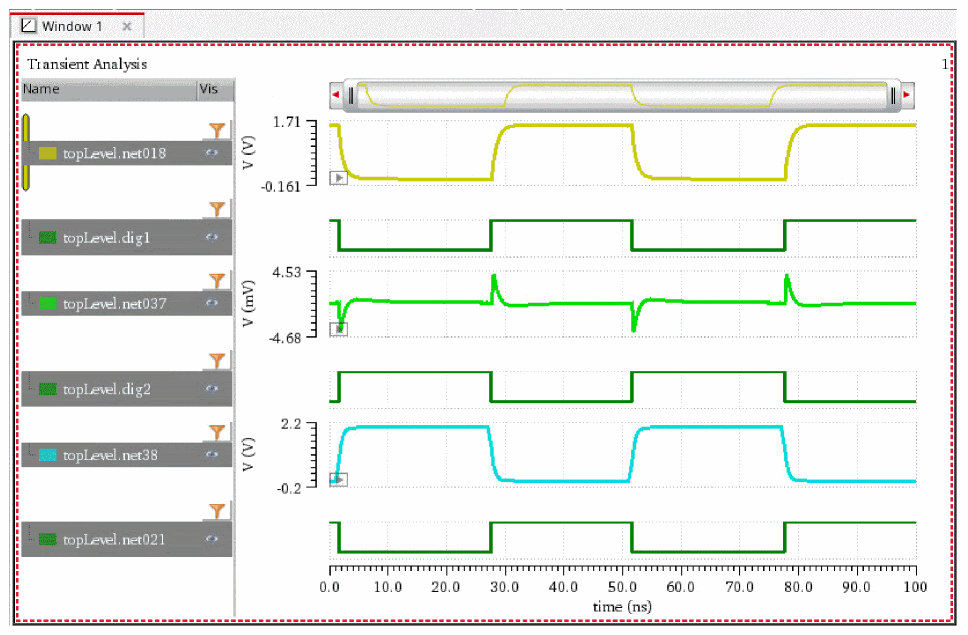 Window 1
Transient Analysis
1
Name
Vis
topLevel.net018
1.71
V (V)
-0.161
topLevel.dig1
topLevel.net037
4.53
V (mV)
-4.68
topLevel.dig2
topLevel.net38
2.2
V (V)
-0.2
topLevel.net021
0.0 10.0 20.0 30.0 40.0 50.0 60.0 70.0 80.0 90.0 100
time (ns)